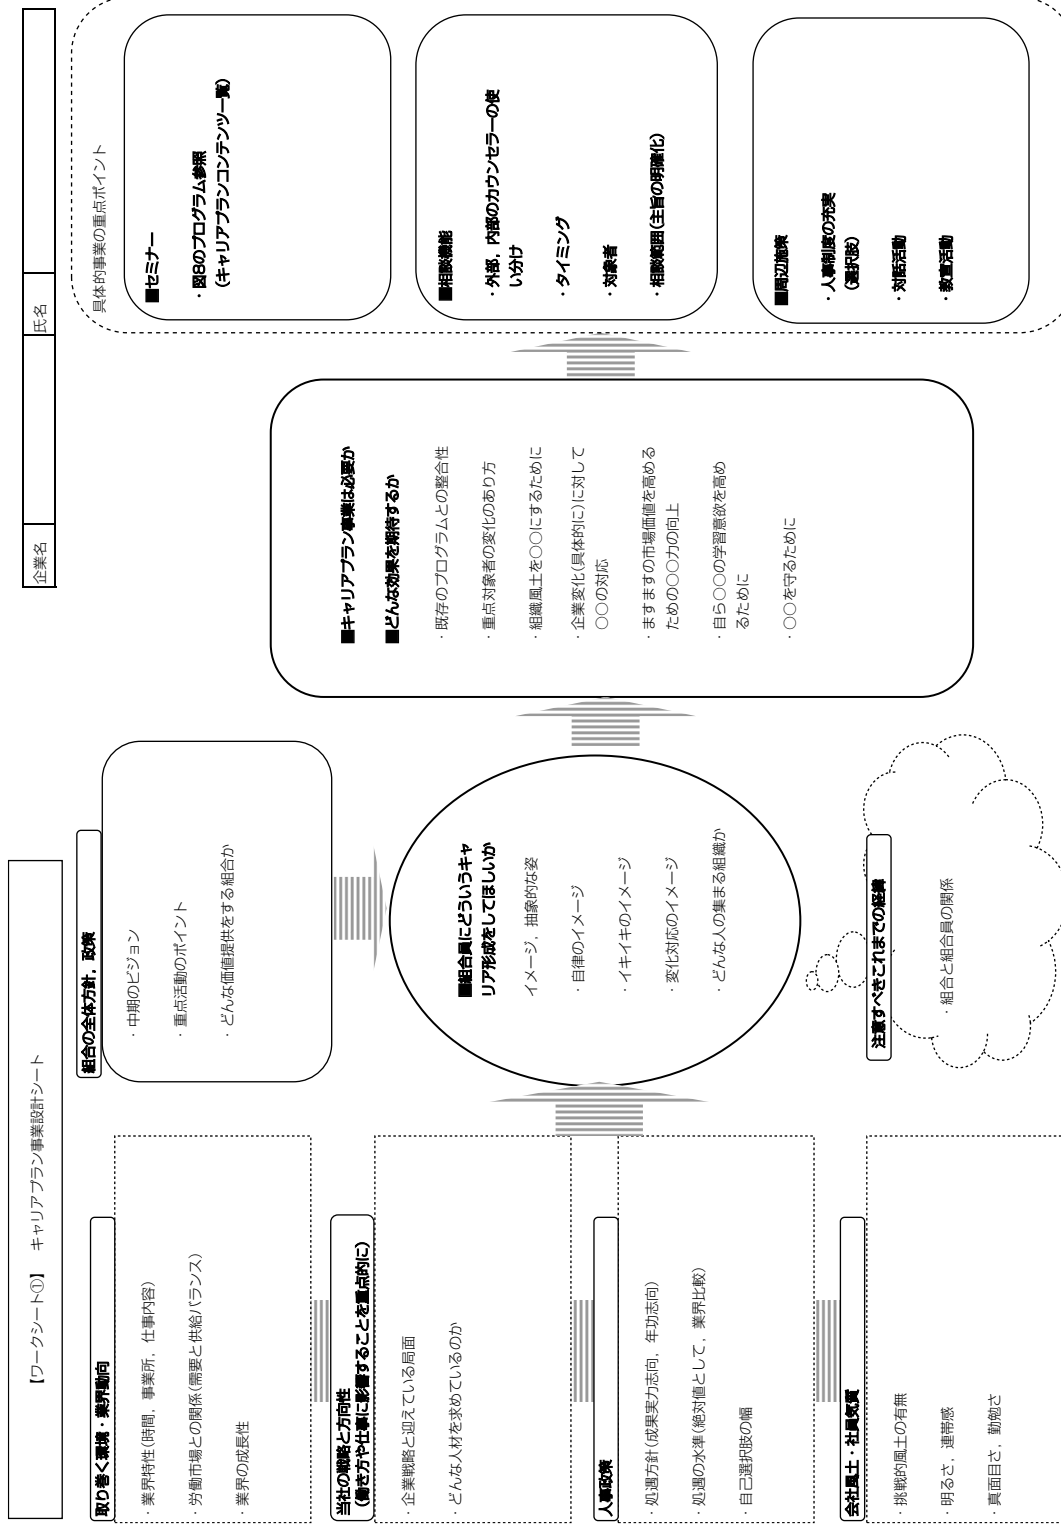 【ワークシート①】 キャリアプラン事業設計シート
企業名
氏名
取り巻く環境・業界動向
・業界特性(時間,事業所,仕事内容)
・労働市場との関係(需要と供給バランス)
・業界の成長性
当社の戦略と方向性
(働き方や仕事に影響することを重点的に)
・企業戦略と迎えている局面
・どんな人材を求めているのか
人事政策
・処遇方針(成果実力志向,年功志向)
・処遇の水準(絶対値として,業界比較)
・自己選択肢の幅
会社風土・社員気質
・挑戦的風土の有無
・明るさ,連帯感
・真面目さ,勤勉さ
組合の全体方針,政策
・中期のビジョン
・重点活動のポイント
・どんな価値提供をする組合か
■組合員にどういうキャ
リア形成をしてほしいか
イメージ,抽象的な姿
・自律のイメージ
・イキイキのイメージ
・変化対応のイメージ
・どんな人の集まる組織か
注意すべきこれまでの経緯
・組合と組合員の関係
■キャリアプラン事業は必要か
■どんな効果を期待するか
・既存のプログラムとの整合性
・重点対象者の変化のあり方
・組織風土を○○にするために
・企業変化(具体的に)に対して
○○の対応
・ますますの市場価値を高める
ための○○力の向上
・自ら○○の学習意欲を高め
るために
・○○を守るために
具体的事業の重点ポイント
■セミナー
・図8のプログラム参照
(キャリアプランコンテンツ一覧)
■相談機能
・外部,内部のカウンセラーの使
い分け
・タイミング
・対象者
・相談範囲(主旨の明確化)
■周辺施策
・人事制度の充実
(選択肢)
・対話活動
・教宣活動